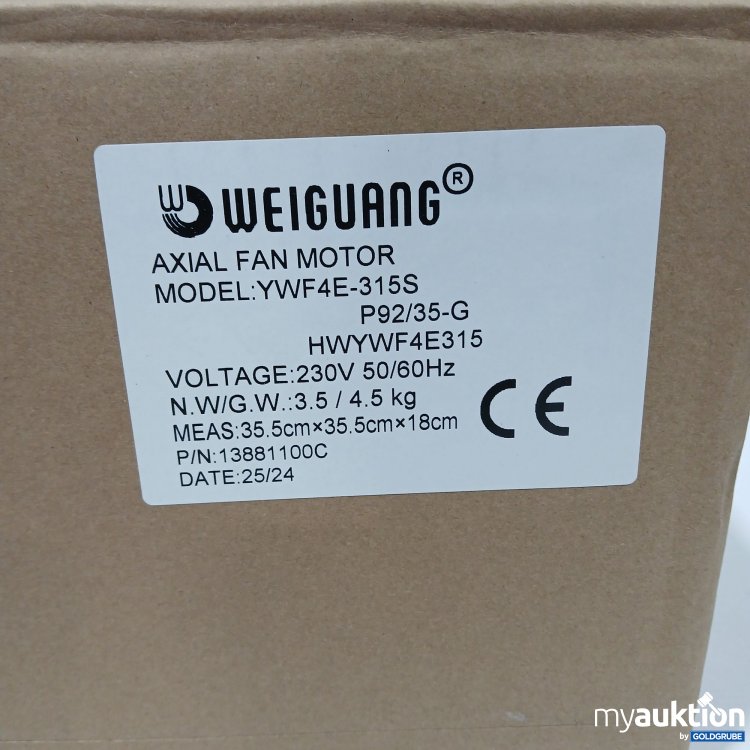 WEIGUANG®
AXIAL FAN MOTOR
MODEL:YWF4E-315S
P92/35-G
HWYWF4E315
VOLTAGE:230V 50/60Hz
N.W/G.W.:3.5 / 4.5 kg
MEAS:35.5cm×35.5cm×18cm
P/N:13881100C
DATE:25/24
CE
myauktion
by GOLDGRUBE